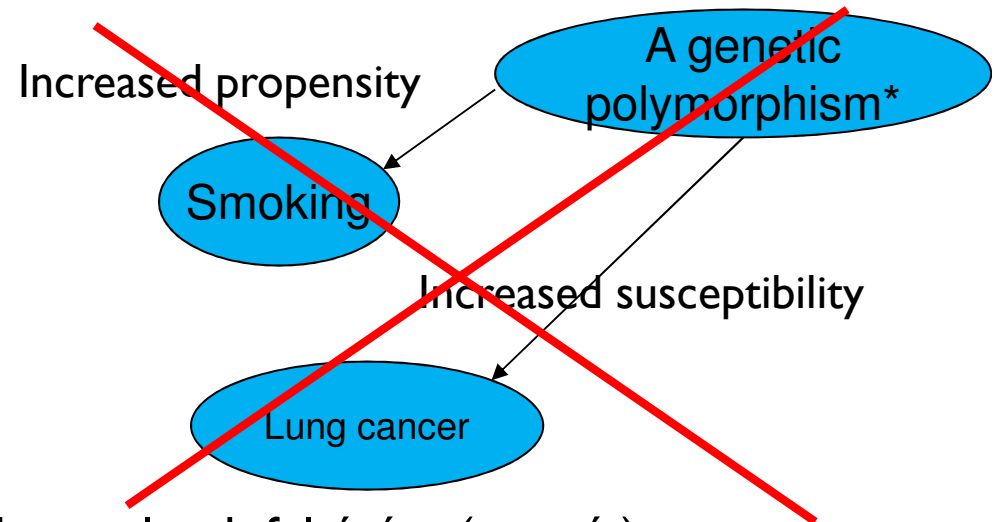 A genetic
polymorphism*
Increased propensity
Smoking
Increased susceptibility
Lung cancer